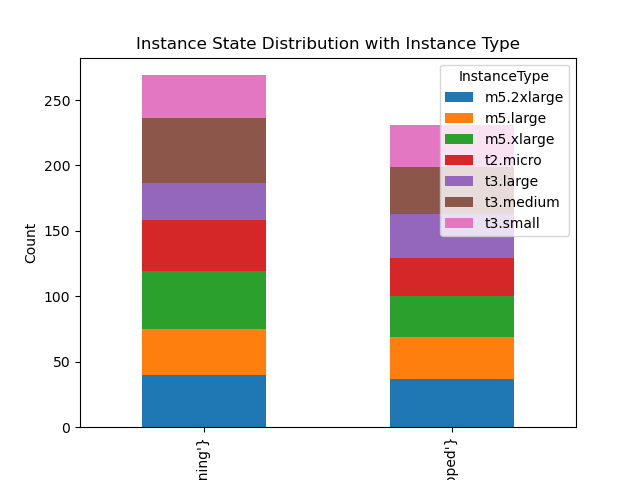 Instance State Distribution with Instance Type
InstanceType
m5.2xlarge
m5.large
m5.xlarge
t2.micro
t3.large
t3.medium
t3.small
Count
250
200
150
100
50
0
ning'}
oped'}